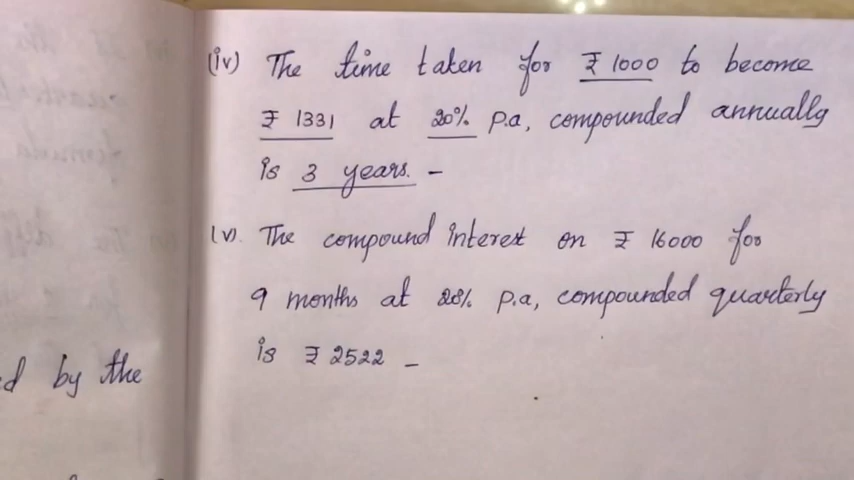 (iv) The time taken for ₹ 1000 to become
₹ 1331 at 20% p.a, compounded annually
is 3 years. -
(v). The compound interest on ₹ 16000 for
9 months at 20% p.a, compounded quarterly
is ₹ 2522 -
d by the